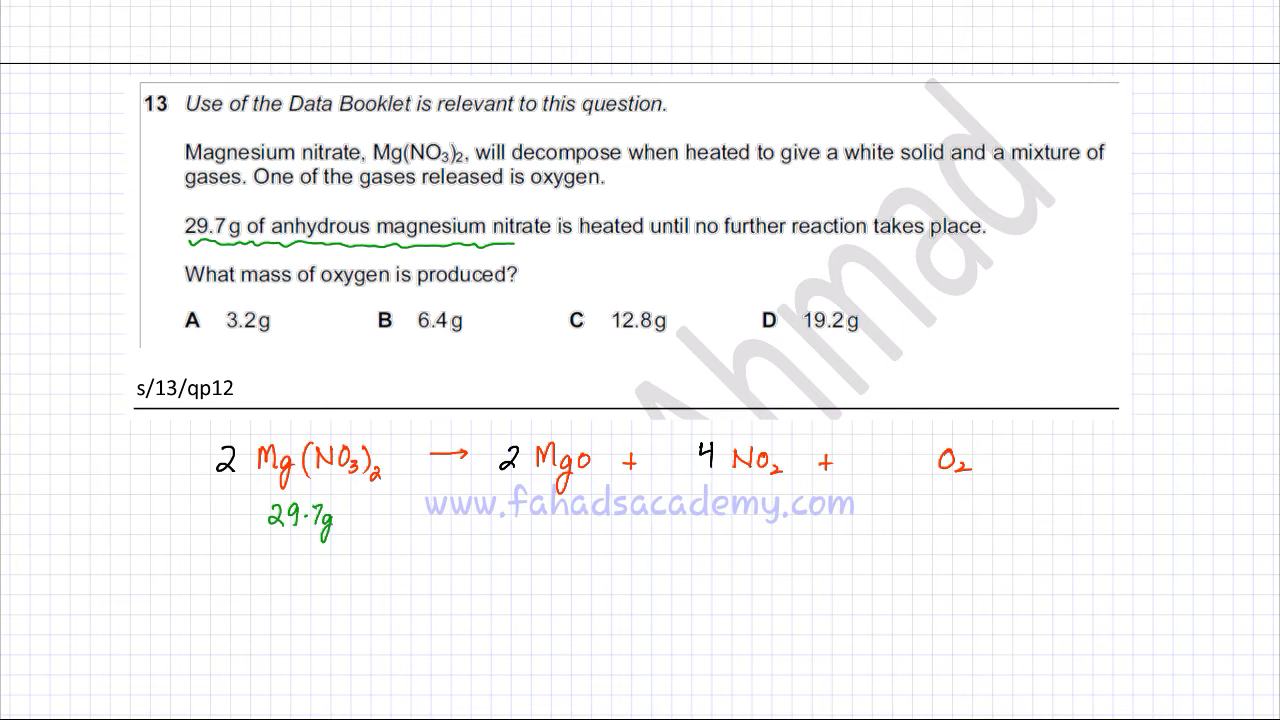 13 Use of the Data Booklet is relevant to this question.
Magnesium nitrate, Mg(NO₃)₂, will decompose when heated to give a white solid and a mixture of
gases. One of the gases released is oxygen.
29.7g of anhydrous magnesium nitrate is heated until no further reaction takes place.
What mass of oxygen is produced?
A 3.2g B 6.4g C 12.8g D 19.2g
Ahmad
s/13/qp12
2 Mg(NO₃)₂ → 2 MgO + 4 NO₂ + O₂
29.7g
www.fahadsacademy.com